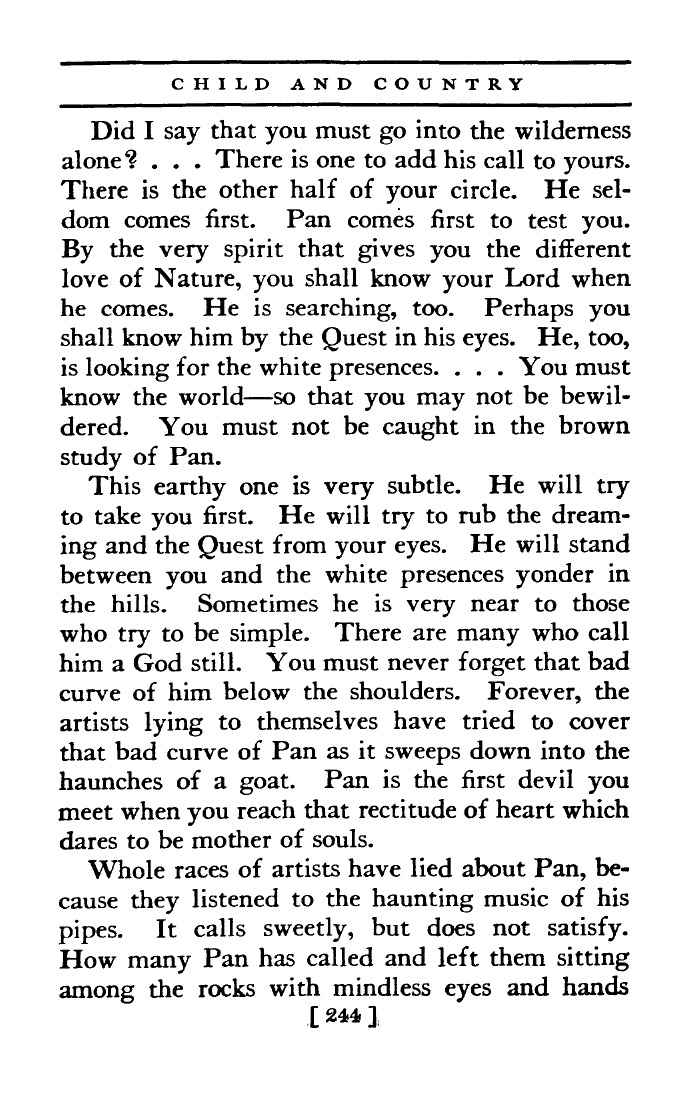 CHILD AND COUNTRY
Did I say that you must go into the wilderness
alone? . . . There is one to add his call to yours.
There is the other half of your circle. He sel-
dom comes first. Pan comes first to test you.
By the very spirit that gives you the different
love of Nature, you shall know your Lord when
he comes. He is searching, too. Perhaps you
shall know him by the Quest in his eyes. He, too,
is looking for the white presences. . . . You must
know the world—so that you may not be bewil-
dered. You must not be caught in the brown
study of Pan.
This earthy one is very subtle. He will try
to take you first. He will try to rub the dream-
ing and the Quest from your eyes. He will stand
between you and the white presences yonder in
the hills. Sometimes he is very near to those
who try to be simple. There are many who call
him a God still. You must never forget that bad
curve of him below the shoulders. Forever, the
artists lying to themselves have tried to cover
that bad curve of Pan as it sweeps down into the
haunches of a goat. Pan is the first devil you
meet when you reach that rectitude of heart which
dares to be mother of souls.
Whole races of artists have lied about Pan, be-
cause they listened to the haunting music of his
pipes. It calls sweetly, but does not satisfy.
How many Pan has called and left them sitting
among the rocks with mindless eyes and hands
[ 244 ]